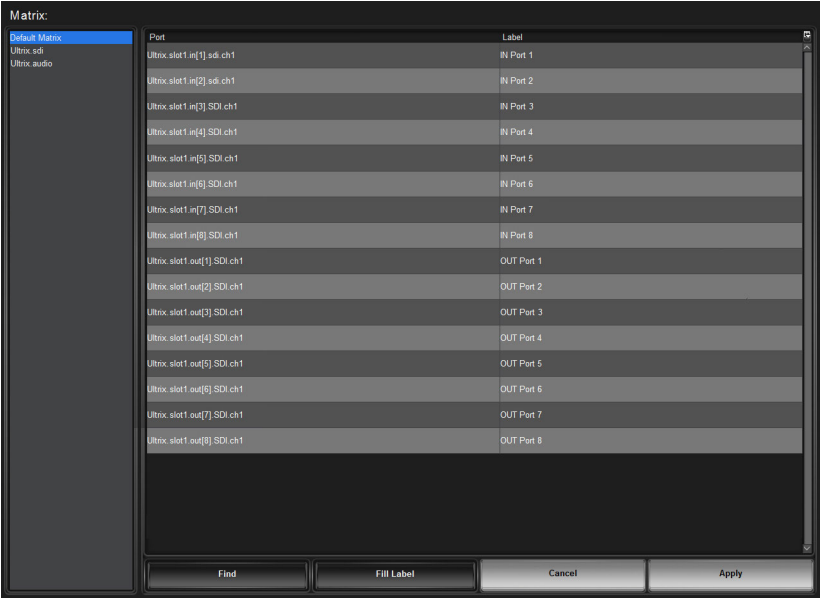 Matrix:
Default Matrix
Ultrix.sdi
Ultrix.audio
Port Label
Ultrix.slot1.in[1].sdi.ch1 IN Port 1
Ultrix.slot1.in[2].sdi.ch1 IN Port 2
Ultrix.slot1.in[3].SDI.ch1 IN Port 3
Ultrix.slot1.in[4].SDI.ch1 IN Port 4
Ultrix.slot1.in[5].SDI.ch1 IN Port 5
Ultrix.slot1.in[6].SDI.ch1 IN Port 6
Ultrix.slot1.in[7].SDI.ch1 IN Port 7
Ultrix.slot1.in[8].SDI.ch1 IN Port 8
Ultrix.slot1.out[1].SDI.ch1 OUT Port 1
Ultrix.slot1.out[2].SDI.ch1 OUT Port 2
Ultrix.slot1.out[3].SDI.ch1 OUT Port 3
Ultrix.slot1.out[4].SDI.ch1 OUT Port 4
Ultrix.slot1.out[5].SDI.ch1 OUT Port 5
Ultrix.slot1.out[6].SDI.ch1 OUT Port 6
Ultrix.slot1.out[7].SDI.ch1 OUT Port 7
Ultrix.slot1.out[8].SDI.ch1 OUT Port 8
Find Fill Label Cancel Apply